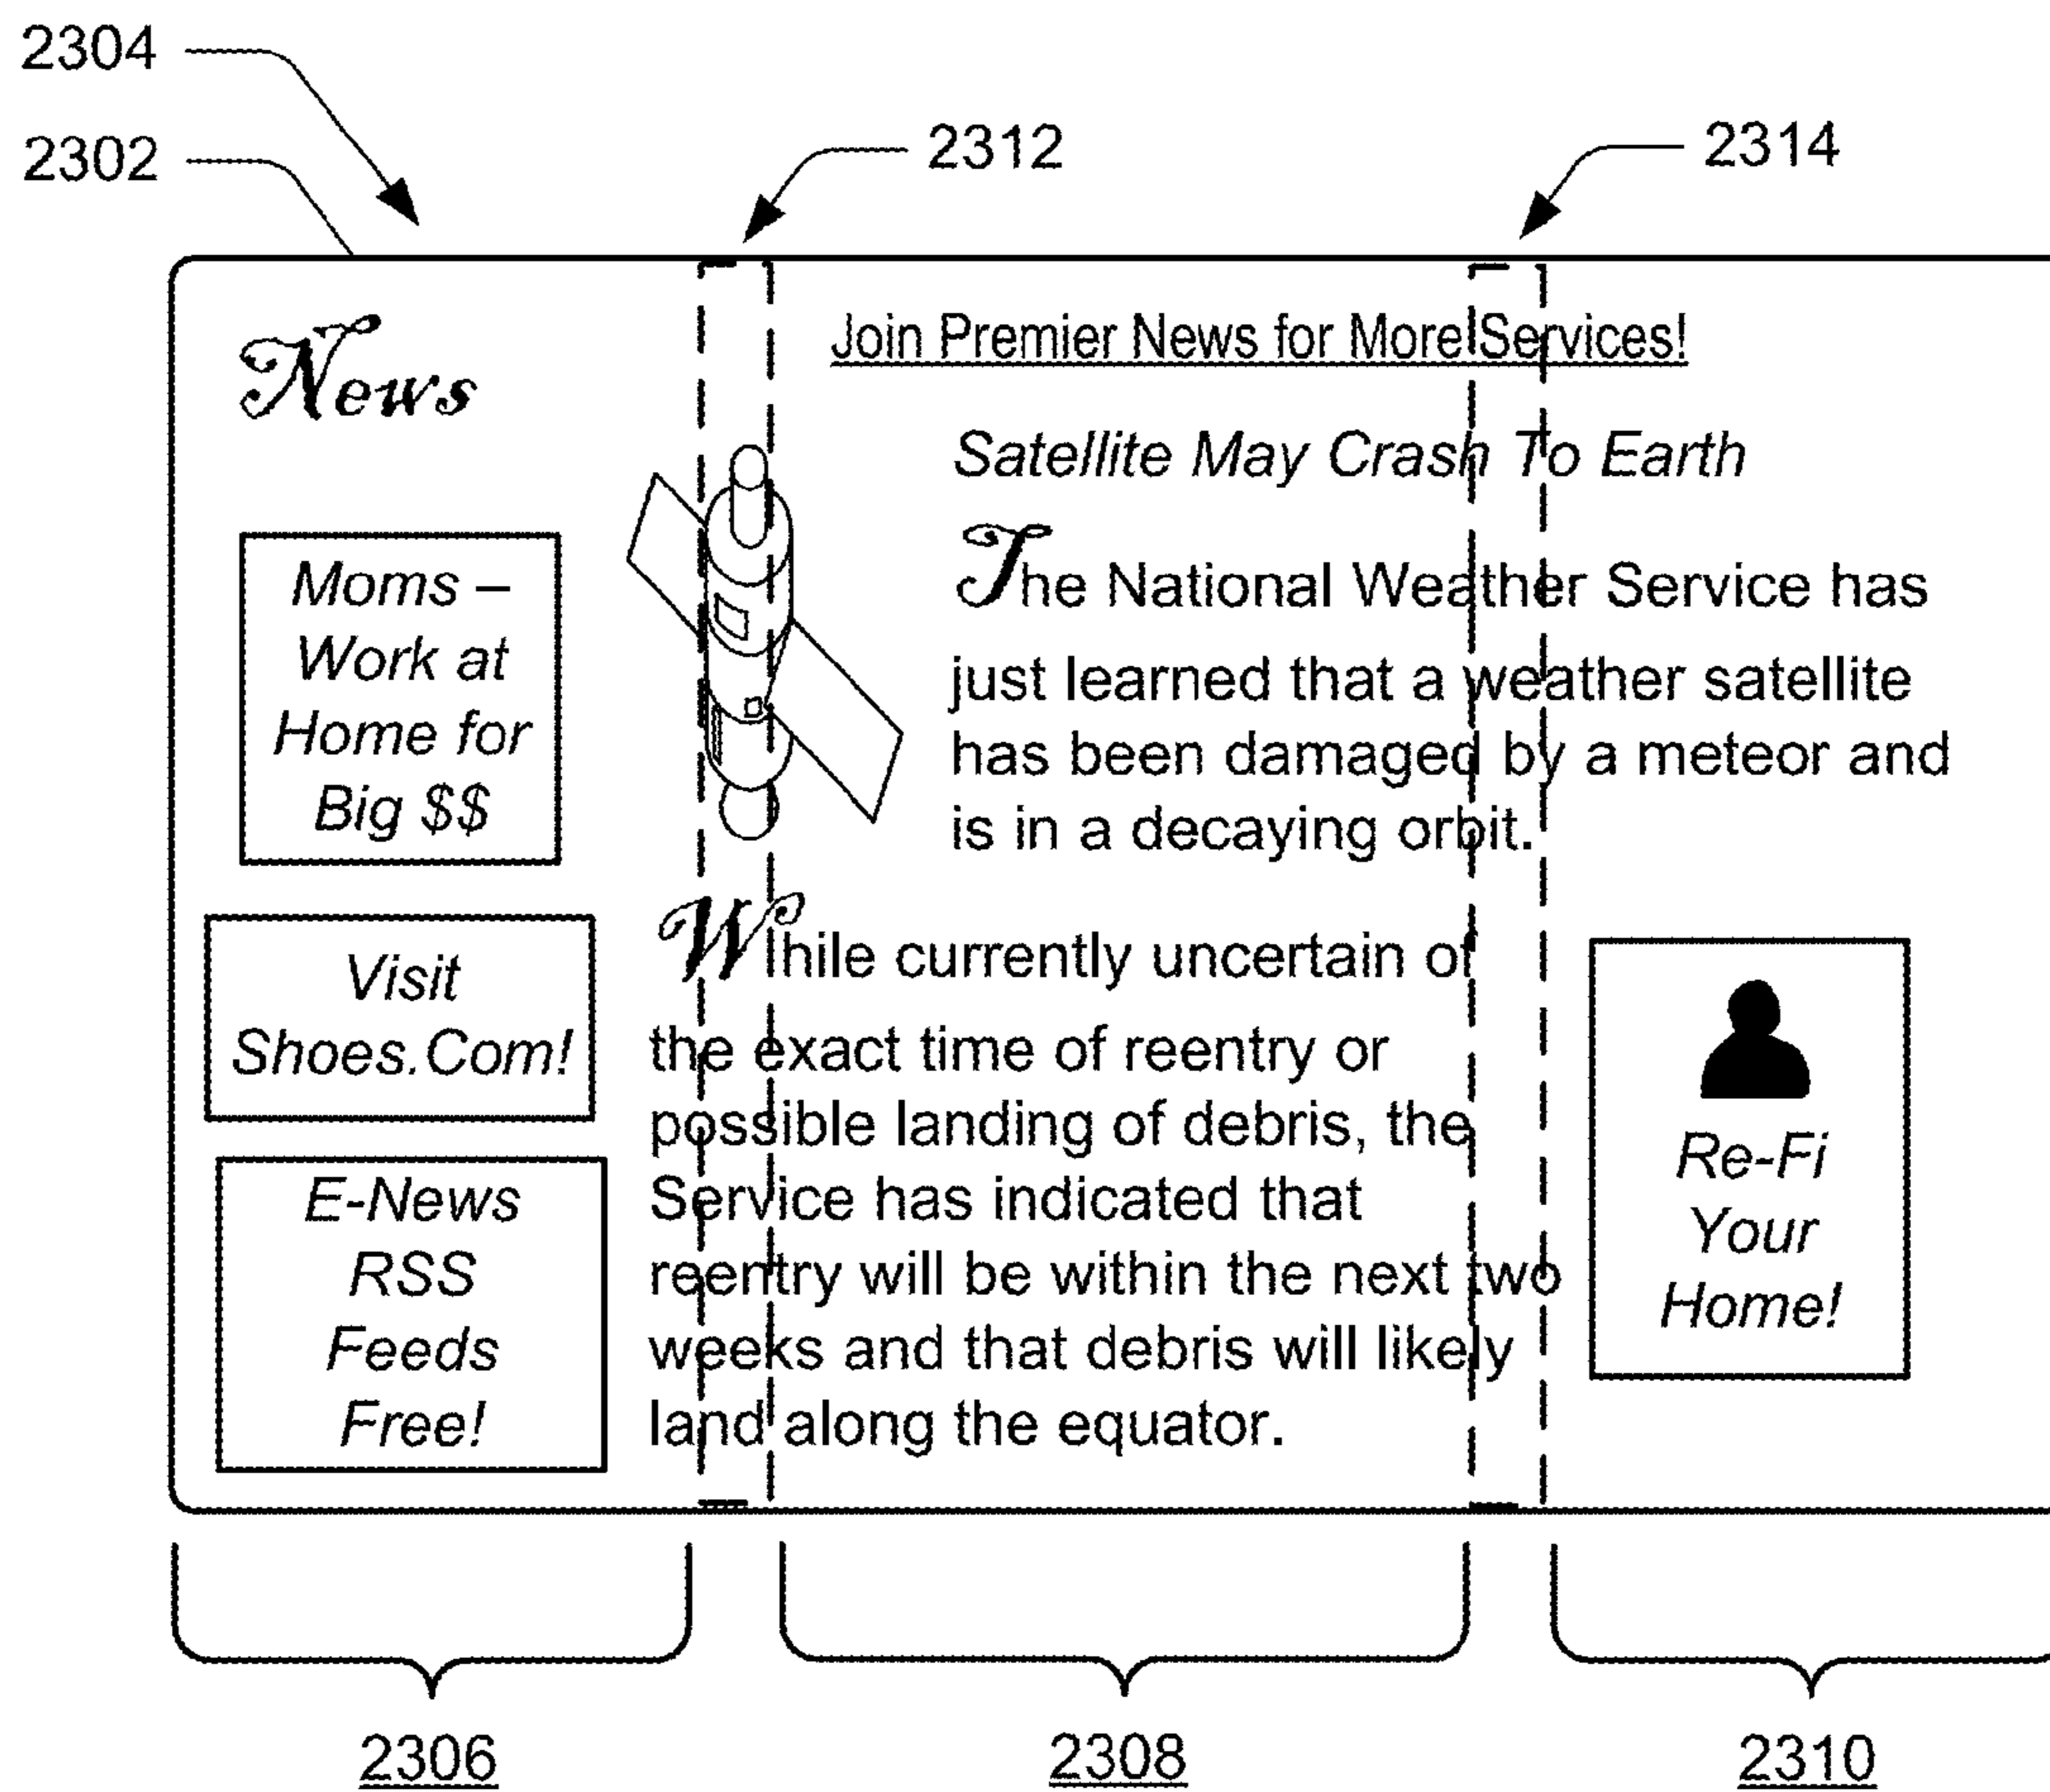 2304
2302
2312
2314
News
Join Premier News for More Services!
Satellite May Crash To Earth
The National Weather Service has
just learned that a weather satellite
has been damaged by a meteor and
is in a decaying orbit.
Moms –
Work at
Home for
Big $$
Visit
Shoes.Com!
E-News
RSS
Feeds
Free!
While currently uncertain of
the exact time of reentry or
possible landing of debris, the
Service has indicated that
reentry will be within the next two
weeks and that debris will likely
land along the equator.
Re-Fi
Your
Home!
2306
2308
2310